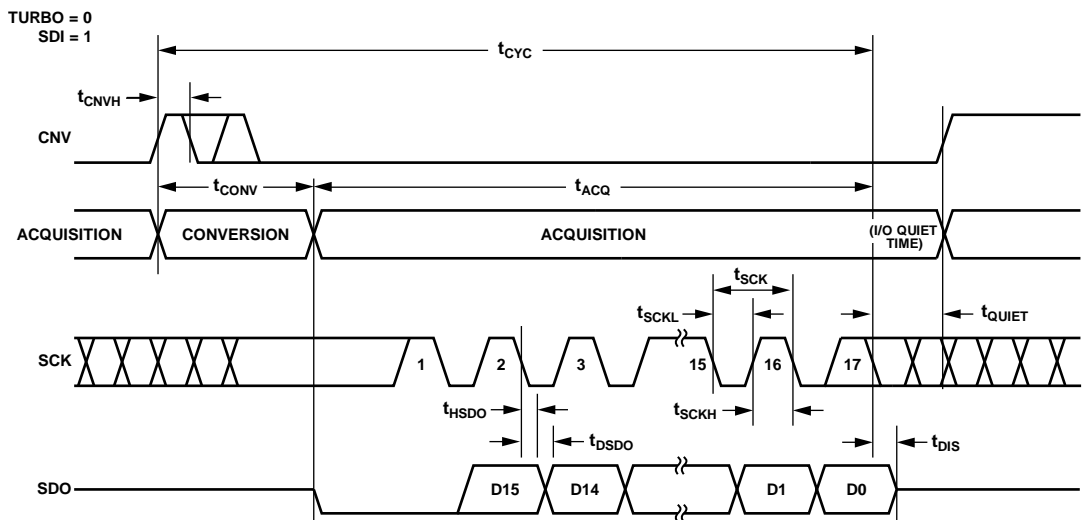 TURBO = 0
SDI = 1
tCYC
tCNVH
CNV
tCONV
tACQ
ACQUISITION
CONVERSION
ACQUISITION
(I/O QUIET
TIME)
tSCK
tSCKL
tQUIET
SCK
1
2
3
15
16
17
tHSDO
tSCKH
tDSDO
tDIS
SDO
D15
D14
D1
D0